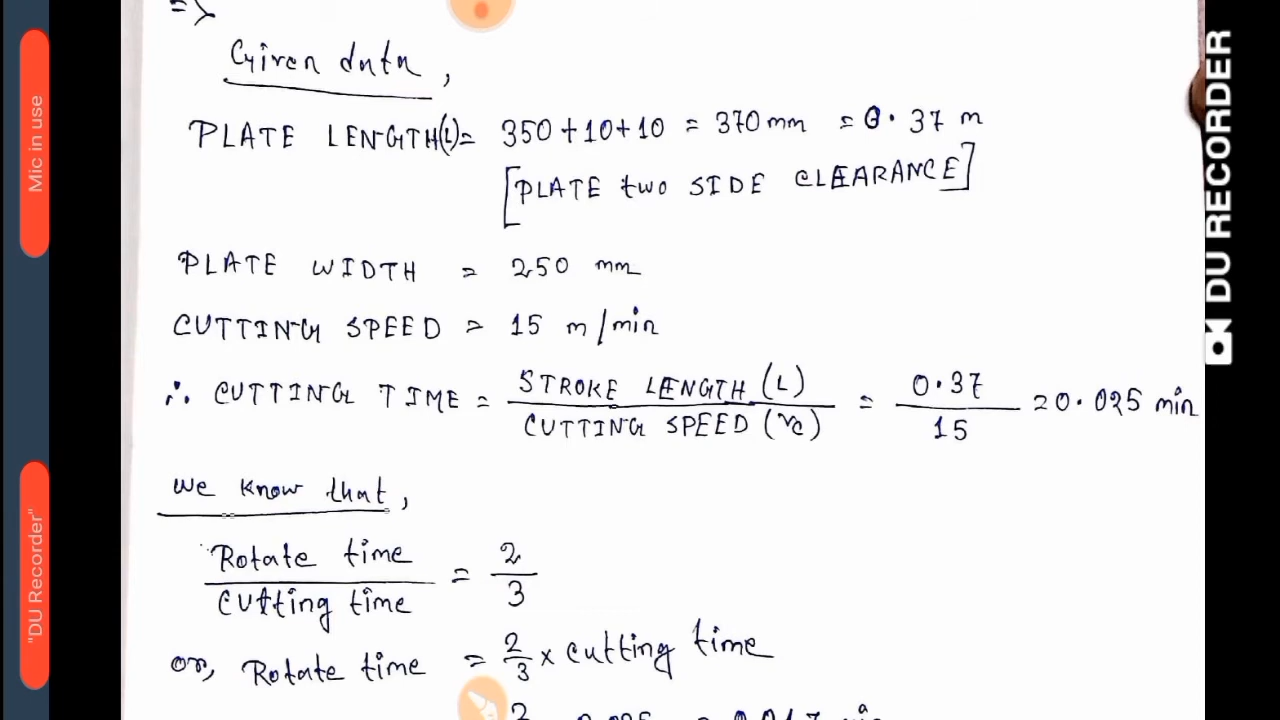 =>
Given data,
PLATE LENGTH(L)= 350+10+10 = 370 mm = 0.37 m
[PLATE two SIDE CLEARANCE]
PLATE WIDTH = 250 mm
CUTTING SPEED = 15 m/min
∴ CUTTING TIME = STROKE LENGTH (L) / CUTTING SPEED (Vc) = 0.37 / 15 = 0.025 min
We know that,
Rotate time / Cutting time = 2 / 3
or, Rotate time = 2/3 x cutting time
Mic in use
"DU Recorder"
DU RECORDER